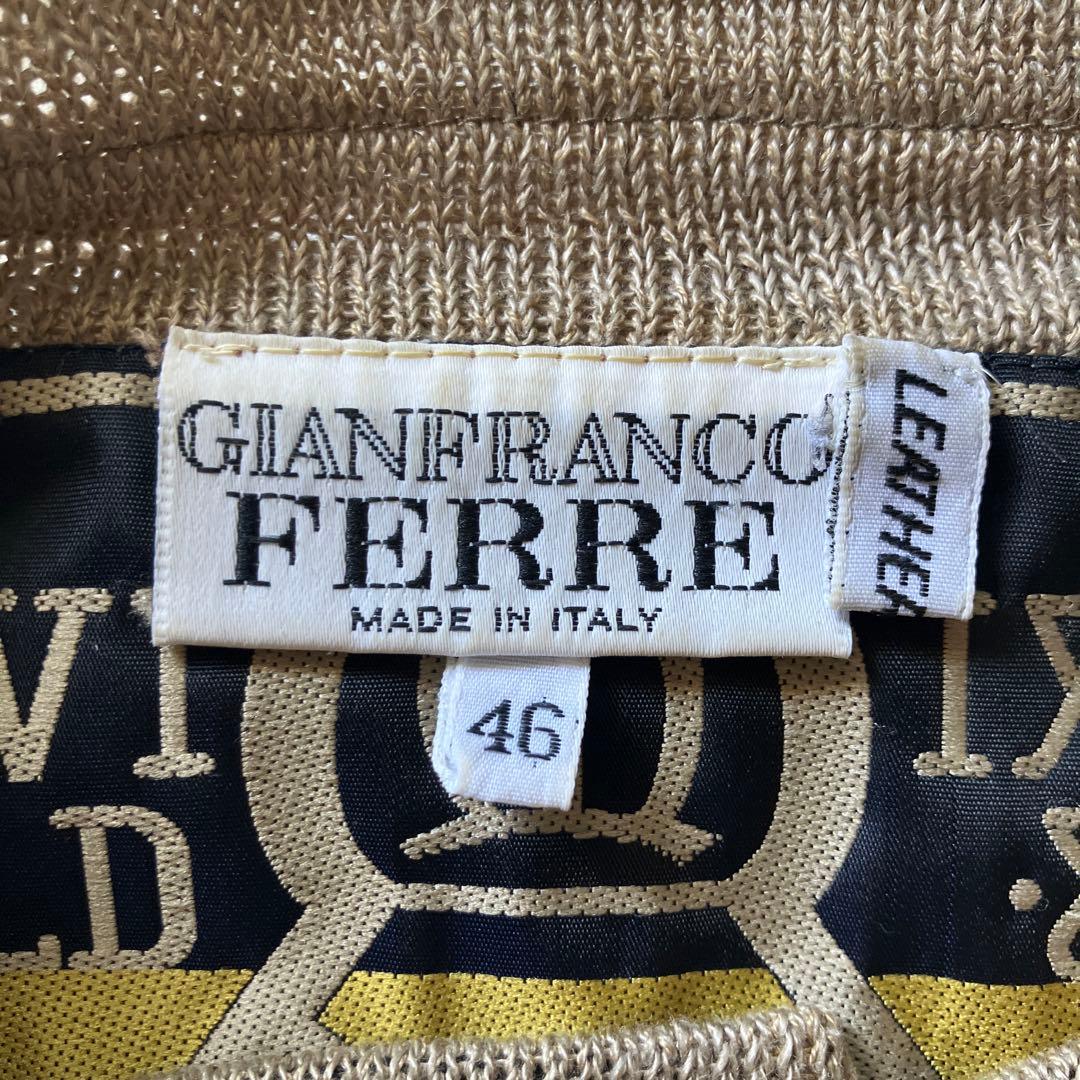 GIANFRANCO
FERRE
MADE IN ITALY
LEATHER
46